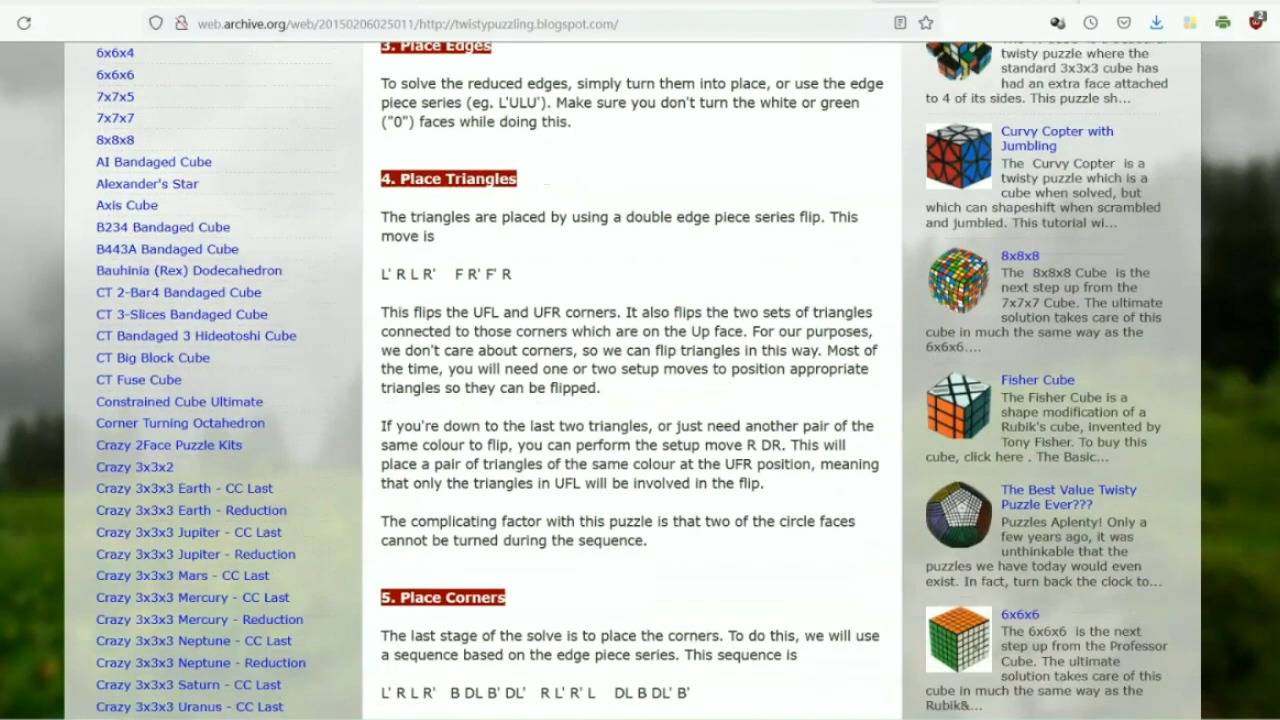 web.archive.org/web/20150206025011/http://twistypuzzling.blogspot.com/
2
6x6x4
6x6x6
7x7x5
7x7x7
8x8x8
AI Bandaged Cube
Alexander's Star
Axis Cube
B234 Bandaged Cube
B443A Bandaged Cube
Bauhinia (Rex) Dodecahedron
CT 2-Bar4 Bandaged Cube
CT 3-Slices Bandaged Cube
CT Bandaged 3 Hideotoshi Cube
CT Big Block Cube
CT Fuse Cube
Constrained Cube Ultimate
Corner Turning Octahedron
Crazy 2Face Puzzle Kits
Crazy 3x3x2
Crazy 3x3x3 Earth - CC Last
Crazy 3x3x3 Earth - Reduction
Crazy 3x3x3 Jupiter - CC Last
Crazy 3x3x3 Jupiter - Reduction
Crazy 3x3x3 Mars - CC Last
Crazy 3x3x3 Mercury - CC Last
Crazy 3x3x3 Mercury - Reduction
Crazy 3x3x3 Neptune - CC Last
Crazy 3x3x3 Neptune - Reduction
Crazy 3x3x3 Saturn - CC Last
Crazy 3x3x3 Uranus - CC Last
3. Place Edges
To solve the reduced edges, simply turn them into place, or use the edge
piece series (eg. L'ULU'). Make sure you don't turn the white or green
("0") faces while doing this.
4. Place Triangles
The triangles are placed by using a double edge piece series flip. This
move is
L' R L R' F R' F' R
This flips the UFL and UFR corners. It also flips the two sets of triangles
connected to those corners which are on the Up face. For our purposes,
we don't care about corners, so we can flip triangles in this way. Most of
the time, you will need one or two setup moves to position appropriate
triangles so they can be flipped.
If you're down to the last two triangles, or just need another pair of the
same colour to flip, you can perform the setup move R DR. This will
place a pair of triangles of the same colour at the UFR position, meaning
that only the triangles in UFL will be involved in the flip.
The complicating factor with this puzzle is that two of the circle faces
cannot be turned during the sequence.
5. Place Corners
The last stage of the solve is to place the corners. To do this, we will use
a sequence based on the edge piece series. This sequence is
L' R L R' B DL B' DL' R L' R' L DL B DL' B'
twisty puzzle where the
standard 3x3x3 cube has
had an extra face attached
to 4 of its sides. This puzzle sh...
Curvy Copter with
Jumbling
The Curvy Copter is a
twisty puzzle which is a
cube when solved, but
which can shapeshift when scrambled
and jumbled. This tutorial wi...
8x8x8
The 8x8x8 Cube is the
next step up from the
7x7x7 Cube. The ultimate
solution takes care of this
cube in much the same way as the
6x6x6....
Fisher Cube
The Fisher Cube is a
shape modification of a
Rubik's cube, invented by
Tony Fisher. To buy this
cube, click here . The Basic...
The Best Value Twisty
Puzzle Ever???
Puzzles Aplenty! Only a
few years ago, it was
unthinkable that the
puzzles we have today would even
exist. In fact, turn back the clock to...
6x6x6
The 6x6x6 is the next
step up from the Professor
Cube. The ultimate
solution takes care of this
cube in much the same way as the
Rubik&...